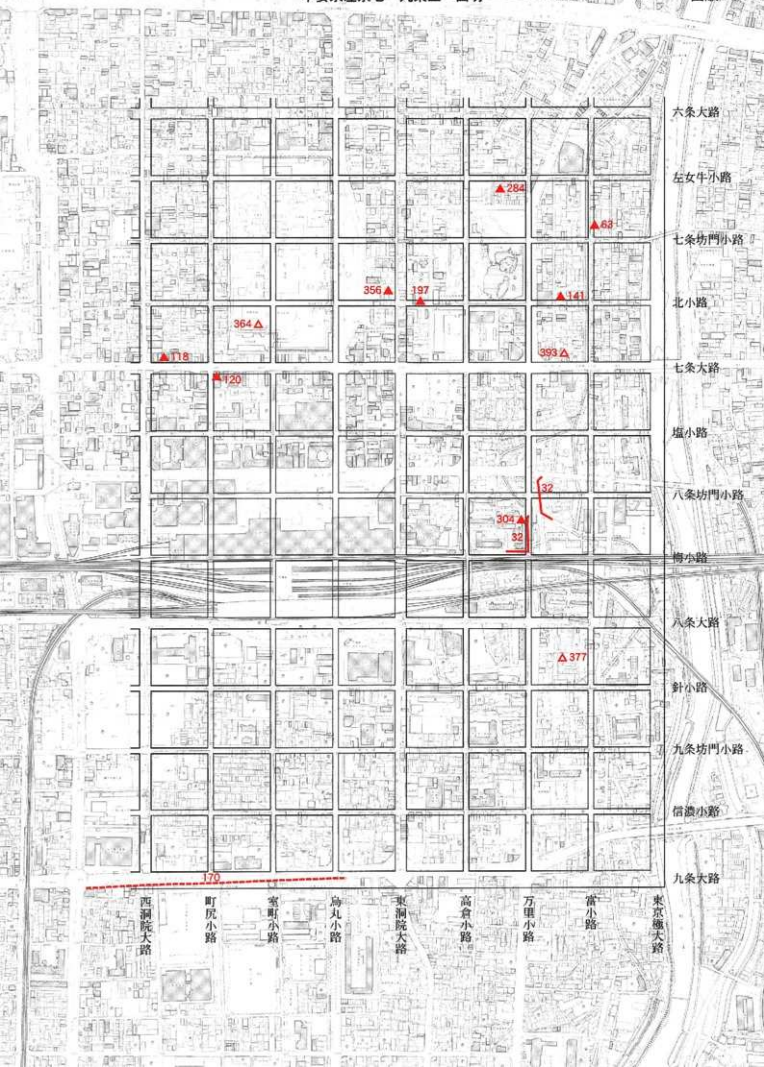 六条大路
左女牛小路
284
63
七条坊門小路
356
197
141
北小路
364
393
118
七条大路
120
塩小路
32
八条坊門小路
304
32
梅小路
八条大路
377
針小路
九条坊門小路
信濃小路
170
九条大路
西洞院大路
町尻小路
室町小路
烏丸小路
東洞院大路
高倉小路
万里小路
富小路
東京極大路